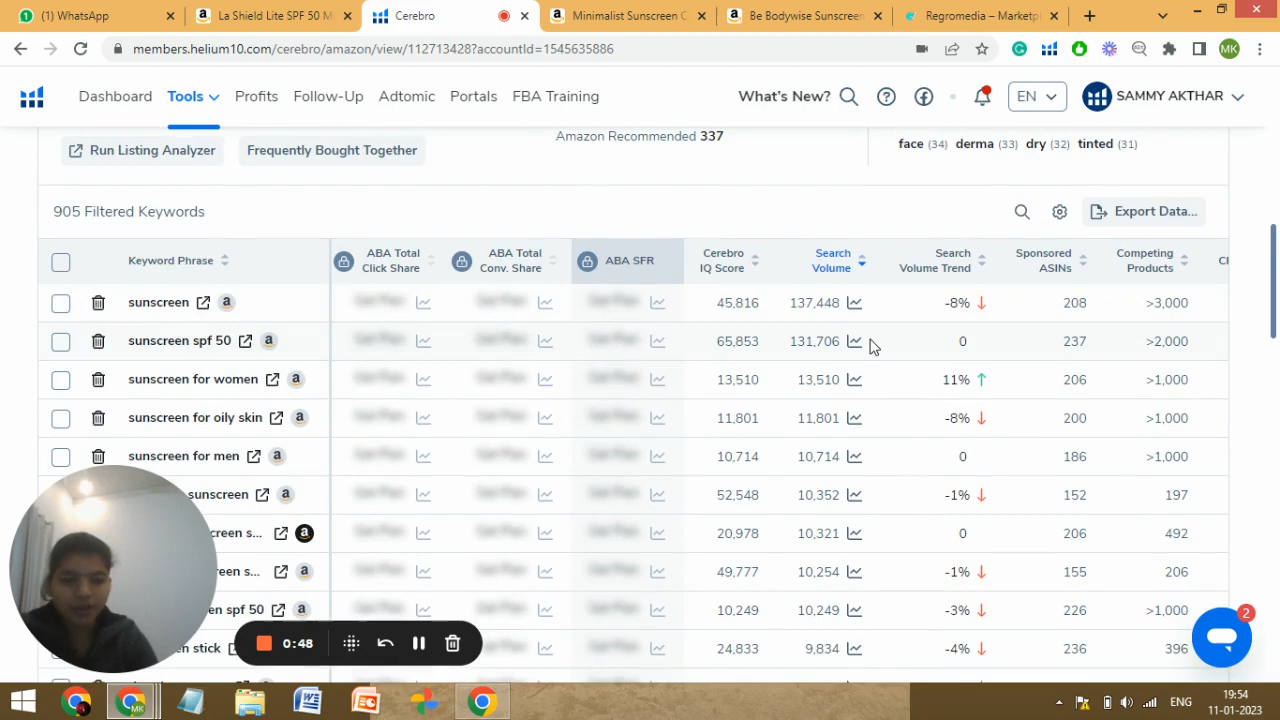 (1) WhatsApp
La Shield Lite SPF 50 M
Cerebro
Minimalist Sunscreen C
Be Bodywise Sunscreen
Regromedia – Marketpl
members.helium10.com/cerebro/amazon/view/112713428?accountId=1545635886
MK
Dashboard Tools Profits Follow-Up Adtomic Portals FBA Training What's New? EN SAMMY AKTHAR
Run Listing Analyzer Frequently Bought Together
Amazon Recommended 337
face (34) derma (33) dry (32) tinted (31)
905 Filtered Keywords
Export Data...
Keyword Phrase
ABA Total Click Share
ABA Total Conv. Share
ABA SFR
Cerebro IQ Score
Search Volume
Search Volume Trend
Sponsored ASINs
Competing Products
sunscreen 45,816 137,448 -8% 208 >3,000
sunscreen spf 50 65,853 131,706 0 237 >2,000
sunscreen for women 13,510 13,510 11% 206 >1,000
sunscreen for oily skin 11,801 11,801 -8% 200 >1,000
sunscreen for men 10,714 10,714 0 186 >1,000
sunscreen 52,548 10,352 -1% 152 197
creen s... 20,978 10,321 0 206 492
creen s... 49,777 10,254 -1% 155 206
en spf 50 10,249 10,249 -3% 226 >1,000
en stick 24,833 9,834 -4% 236 396
0:48
2
ENG
19:54
11-01-2023